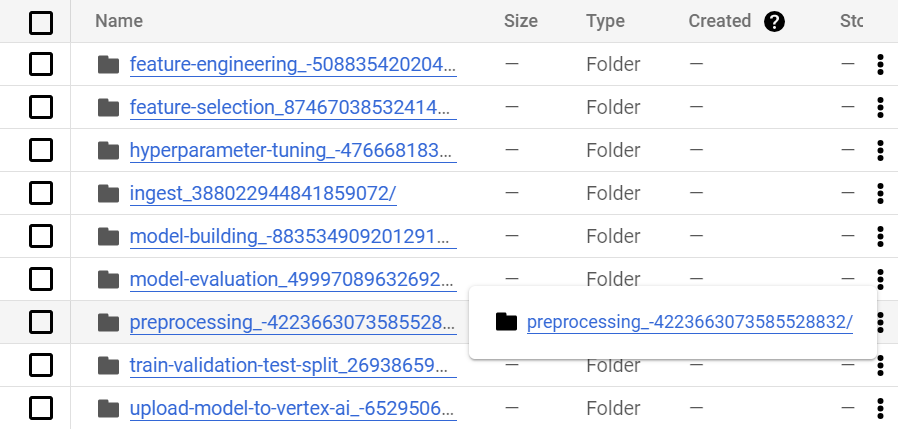 Name Size Type Created ? Sto
feature-engineering_-508835420204... — Folder — —
feature-selection_87467038532414... — Folder — —
hyperparameter-tuning_-476668183... — Folder — —
ingest_388022944841859072/ — Folder — —
model-building_-883534909201291... — Folder — —
model-evaluation_49997089632692... — Folder — —
preprocessing_-4223663073585528... preprocessing_-4223663073585528832/
train-validation-test-split_26938659... — Folder — —
upload-model-to-vertex-ai_-6529506... — Folder — —